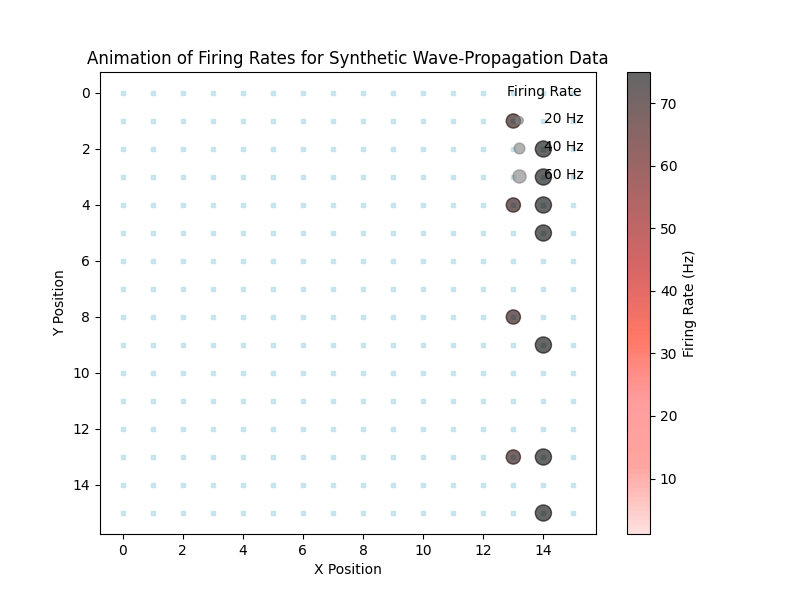 Animation of Firing Rates for Synthetic Wave-Propagation Data
Firing Rate
20 Hz
40 Hz
60 Hz
0
2
4
6
8
10
12
14
Y Position
0
2
4
6
8
10
12
14
X Position
70
60
50
40
30
20
10
Firing Rate (Hz)